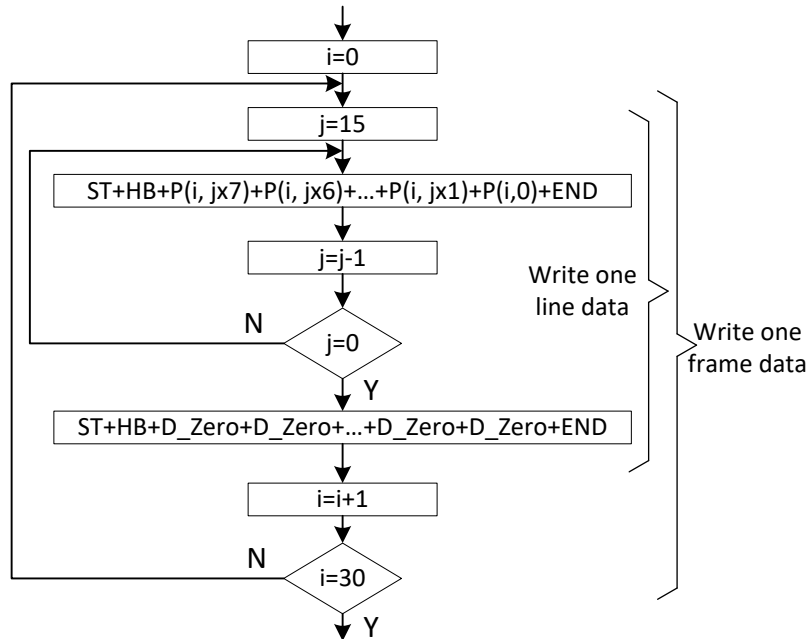 i=0
j=15
ST+HB+P(i, jx7)+P(i, jx6)+...+P(i, jx1)+P(i,0)+END
j=j-1
Write one
line data
N
j=0
Write one
frame data
Y
ST+HB+D_Zero+D_Zero+...+D_Zero+D_Zero+END
i=i+1
N
i=30
Y